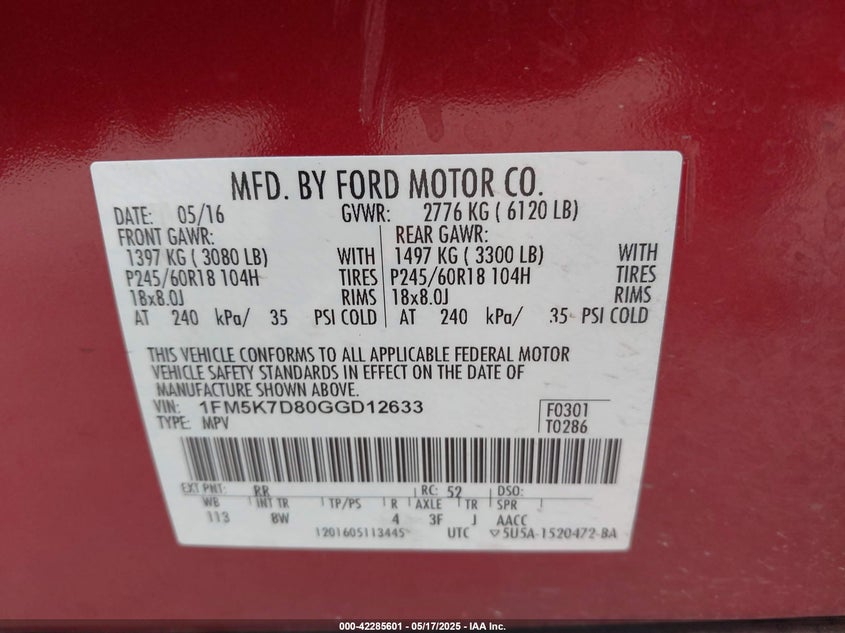 MFD. BY FORD MOTOR CO.
DATE: 05/16 GVWR: 2776 KG ( 6120 LB)
FRONT GAWR: REAR GAWR:
1397 KG ( 3080 LB) WITH 1497 KG ( 3300 LB) WITH
P245/60R18 104H TIRES P245/60R18 104H TIRES
18x8.0J RIMS 18x8.0J RIMS
AT 240 kPa/ 35 PSI COLD AT 240 kPa/ 35 PSI COLD
THIS VEHICLE CONFORMS TO ALL APPLICABLE FEDERAL MOTOR
VEHICLE SAFETY STANDARDS IN EFFECT ON THE DATE OF
MANUFACTURE SHOWN ABOVE.
VIN: 1FM5K7D80GGD12633 F0301
TYPE: MPV T0286
EXT PNT: RR RC: 52 DSO:
WB INT TR TP/PS R AXLE TR SPR
113 8W 4 3F J AACC
1201605113445 UTC ▽5U5A-1520472-BA
000-42285601 - 05/17/2025 - IAA Inc.